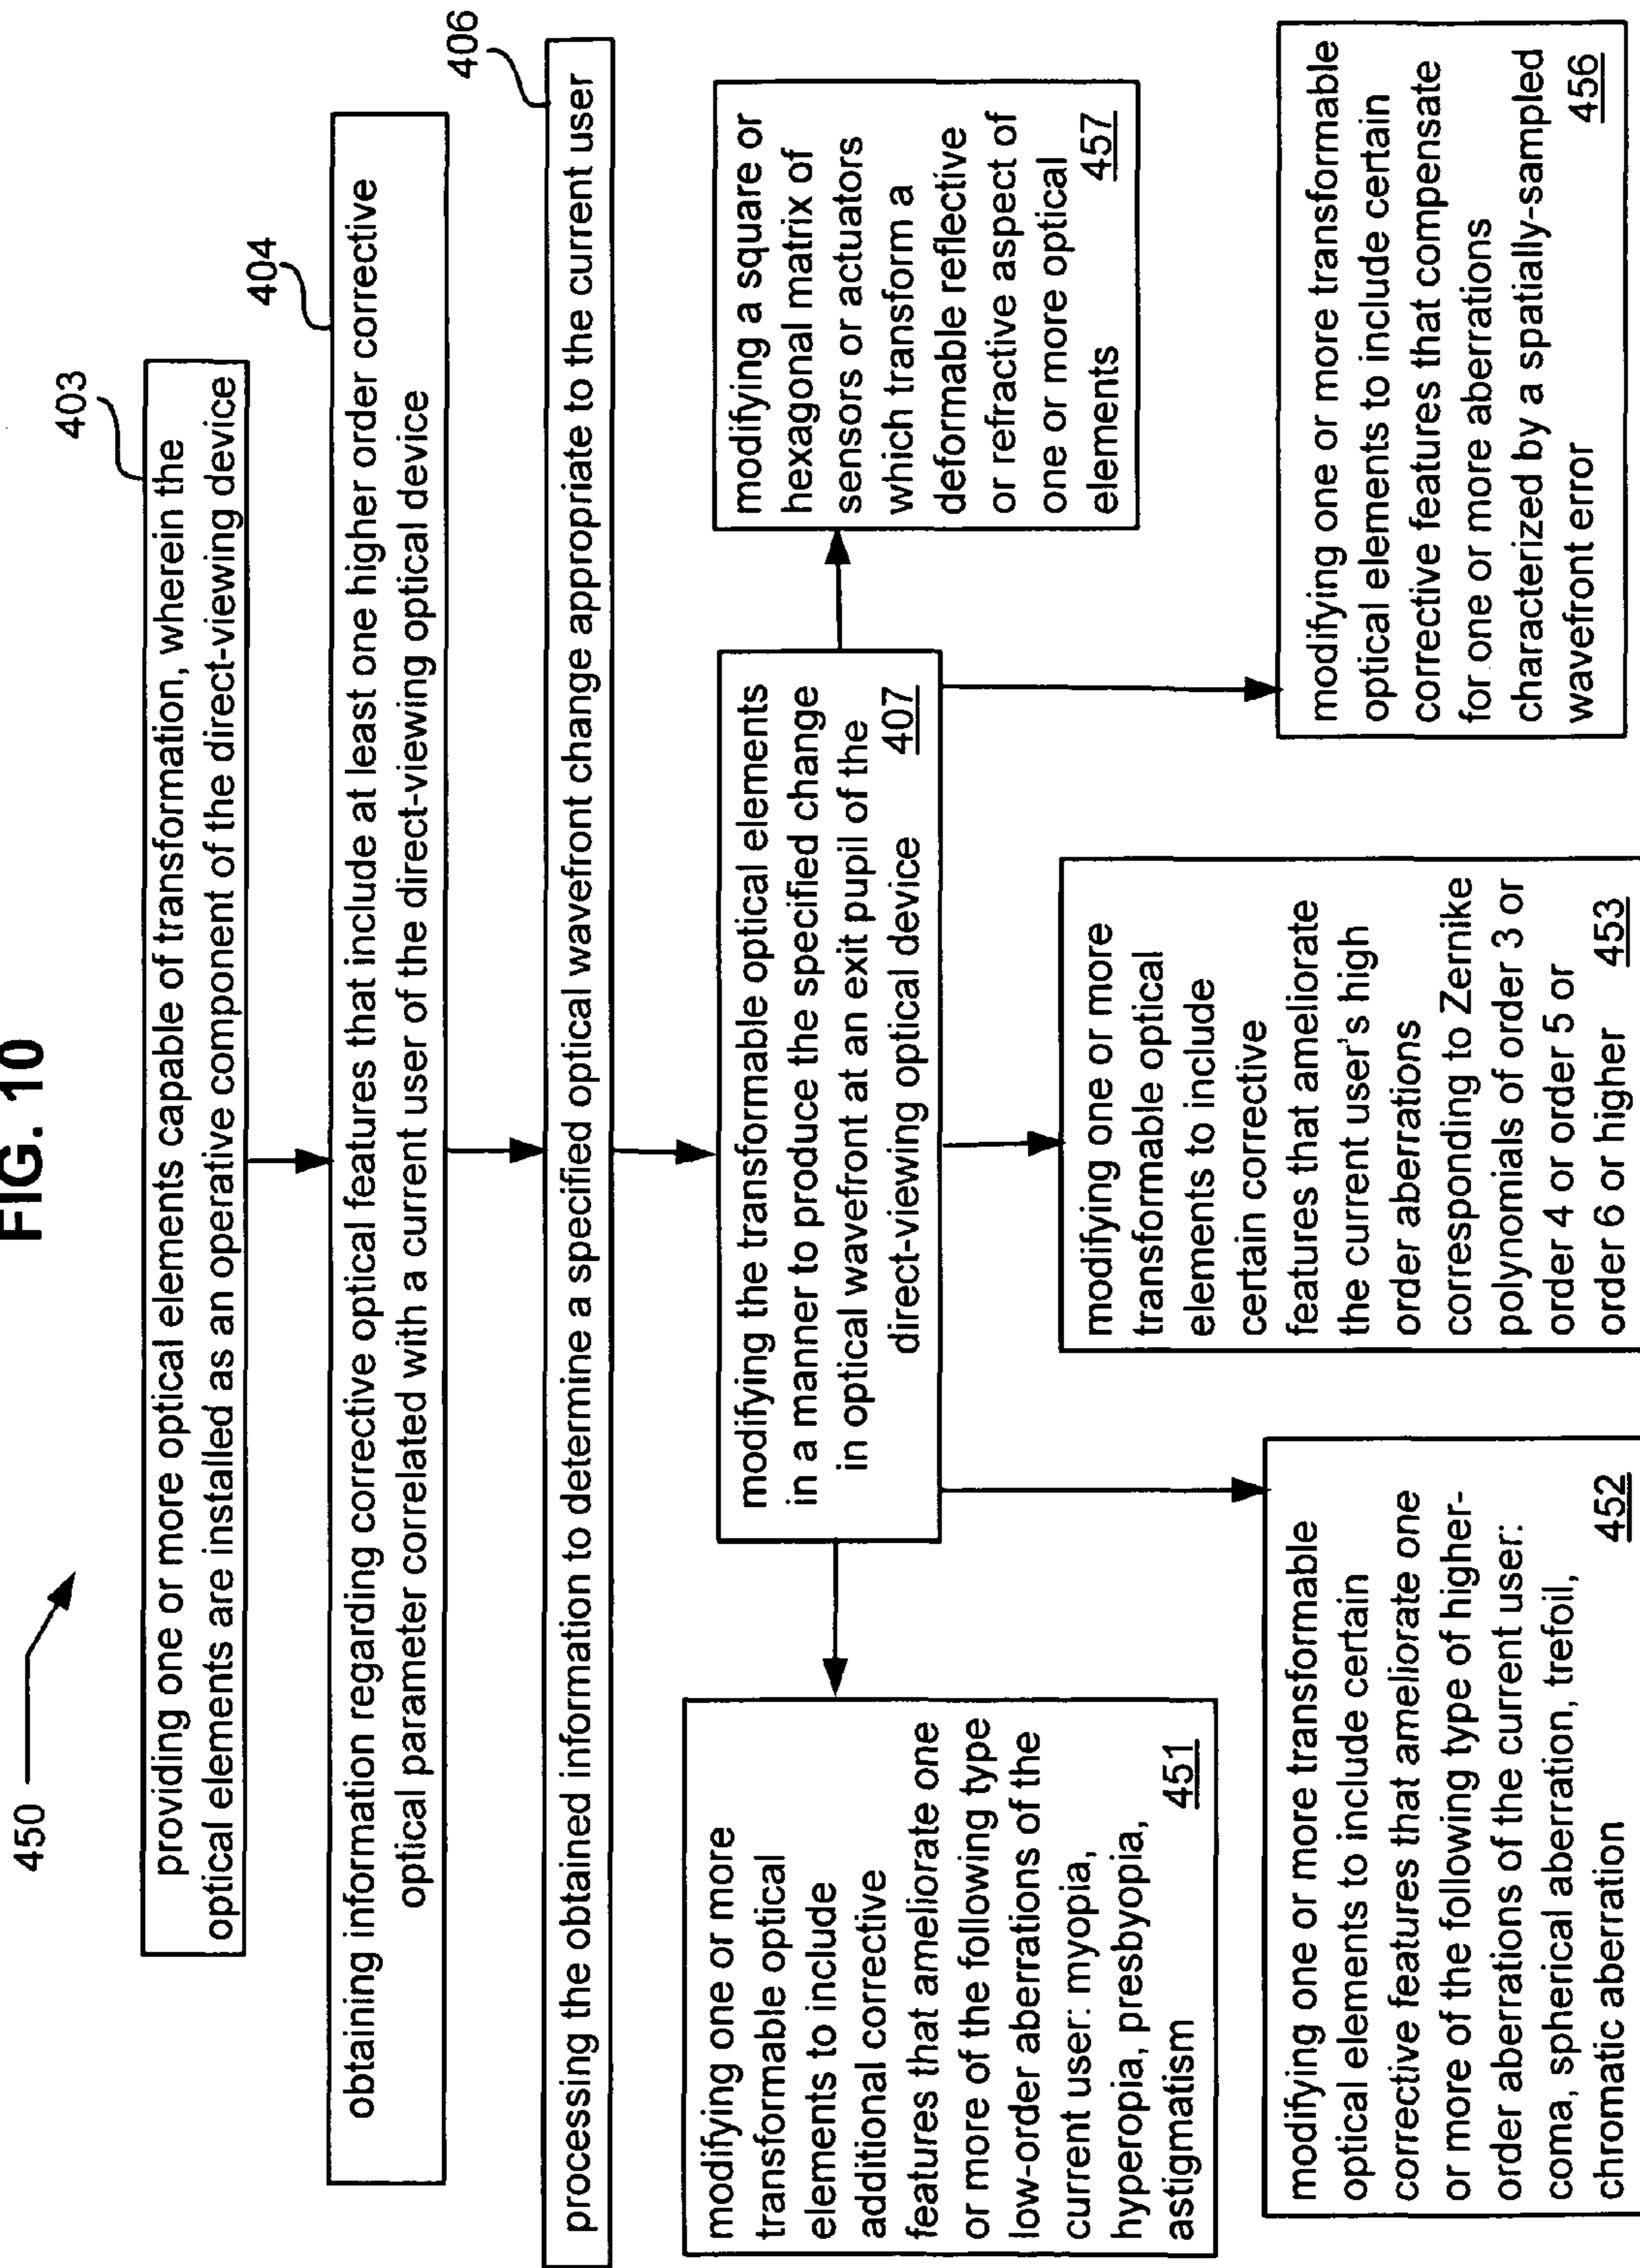 FIG. 10
450
403
providing one or more optical elements capable of transformation, wherein the
optical elements are installed as an operative component of the direct-viewing device
404
obtaining information regarding corrective optical features that include at least one higher order corrective
optical parameter correlated with a current user of the direct-viewing optical device
406
processing the obtained information to determine a specified optical wavefront change appropriate to the current user
modifying the transformable optical elements
in a manner to produce the specified change
in optical wavefront at an exit pupil of the
direct-viewing optical device 407
modifying one or more
transformable optical
elements to include
additional corrective
features that ameliorate one
or more of the following type
low-order aberrations of the
current user: myopia,
hyperopia, presbyopia,
astigmatism 451
modifying a square or
hexagonal matrix of
sensors or actuators
which transform a
deformable reflective
or refractive aspect of
one or more optical
elements 457
modifying one or more transformable
optical elements to include certain
corrective features that ameliorate one
or more of the following type of higher-
order aberrations of the current user:
coma, spherical aberration, trefoil,
chromatic aberration 452
modifying one or more
transformable optical
elements to include
certain corrective
features that ameliorate
the current user's high
order aberrations
corresponding to Zernike
polynomials of order 3 or
order 4 or order 5 or
order 6 or higher 453
modifying one or more transformable
optical elements to include certain
corrective features that compensate
for one or more aberrations
characterized by a spatially-sampled
wavefront error 456